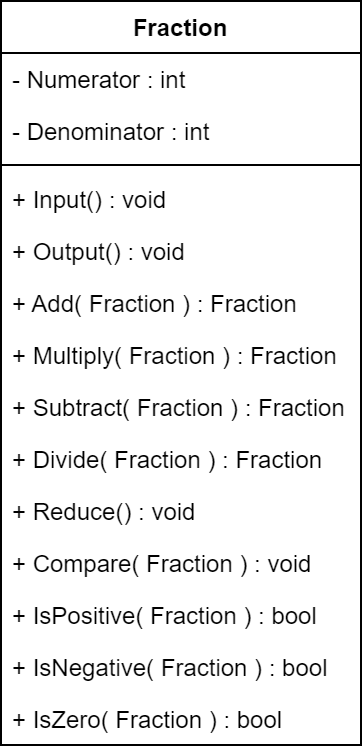 Fraction
- Numerator : int
- Denominator : int
+ Input() : void
+ Output() : void
+ Add( Fraction ) : Fraction
+ Multiply( Fraction ) : Fraction
+ Subtract( Fraction ) : Fraction
+ Divide( Fraction ) : Fraction
+ Reduce() : void
+ Compare( Fraction ) : void
+ IsPositive( Fraction ) : bool
+ IsNegative( Fraction ) : bool
+ IsZero( Fraction ) : bool